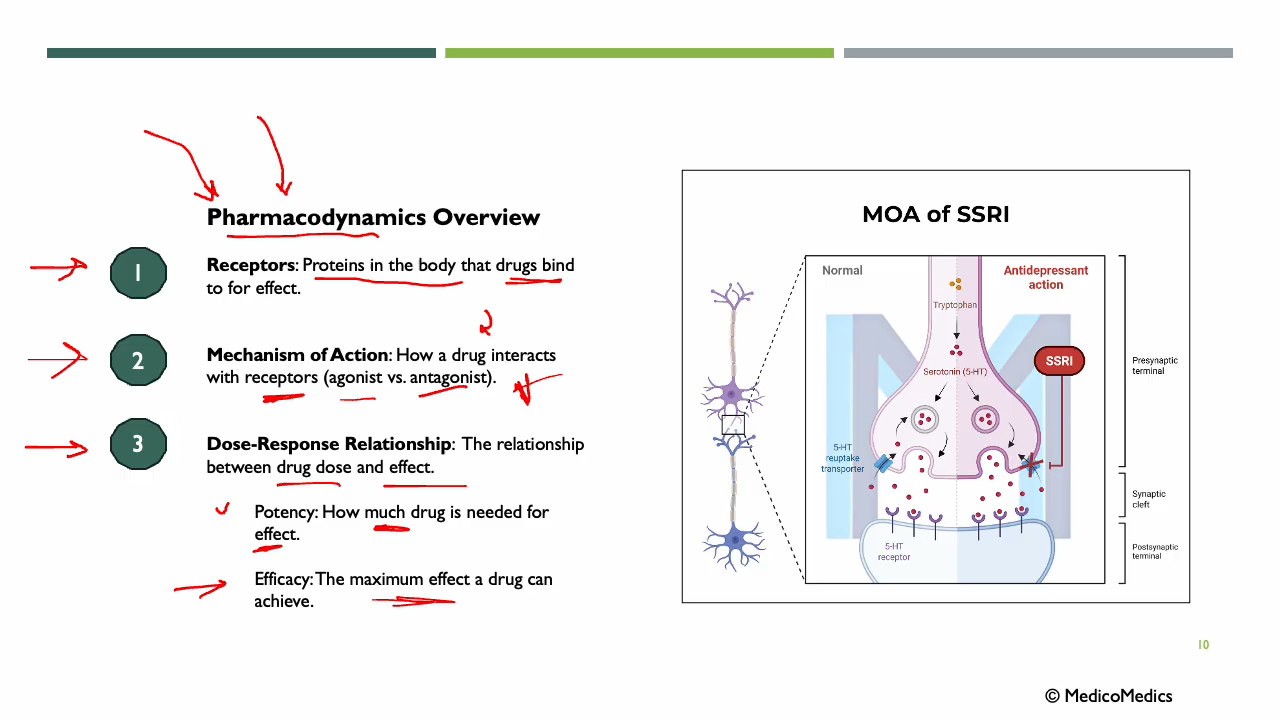 Pharmacodynamics Overview
1
Receptors: Proteins in the body that drugs bind
to for effect.
2
Mechanism of Action: How a drug interacts
with receptors (agonist vs. antagonist).
3
Dose-Response Relationship: The relationship
between drug dose and effect.
Potency: How much drug is needed for
effect.
Efficacy: The maximum effect a drug can
achieve.
MOA of SSRI
Normal
Antidepressant
action
Tryptophan
SSRI
Serotonin (5-HT)
5-HT
reuptake
transporter
5-HT
receptor
Presynaptic
terminal
Synaptic
cleft
Postsynaptic
terminal
10
© MedicoMedics